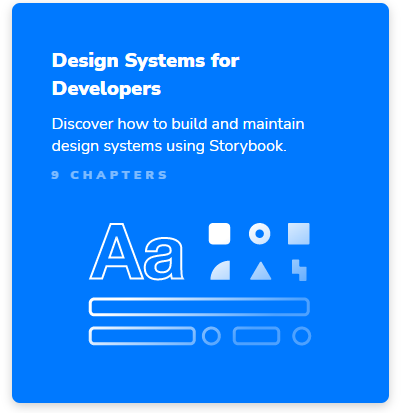 Design Systems for
Developers
Discover how to build and maintain
design systems using Storybook.
9 CHAPTERS
Aa